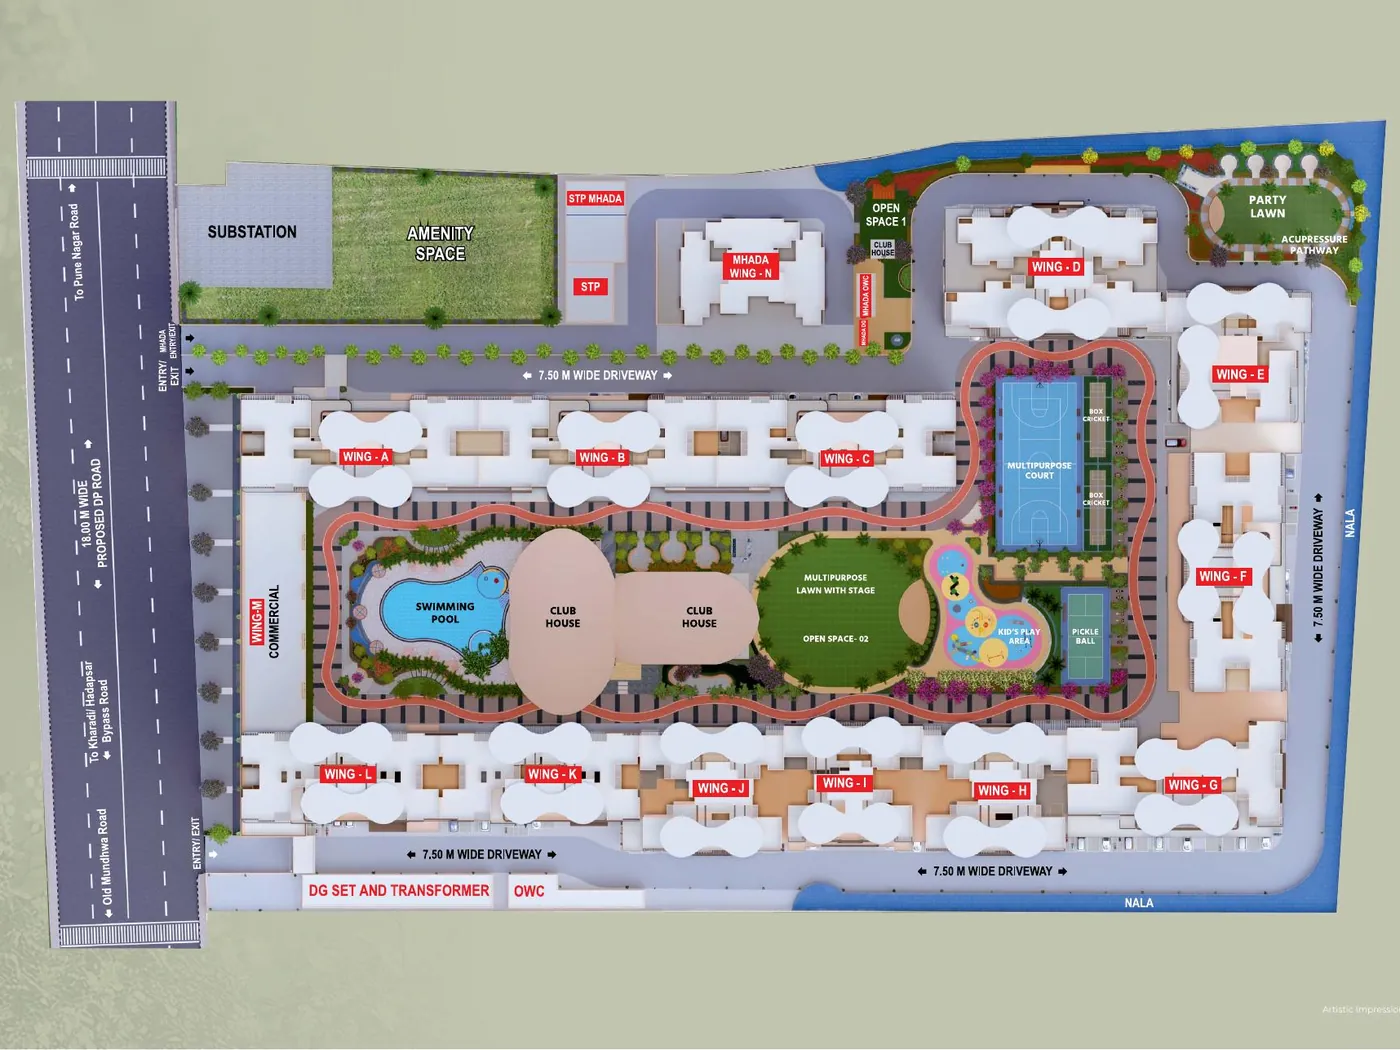 To Pune Nagar Road
18.00 M WIDE
PROPOSED DP ROAD
To Kharadi/ Hadapsar
Bypass Road
Old Mundhwa Road
SUBSTATION
AMENITY
SPACE
STP MHADA
STP
MHADA
WING - N
OPEN
SPACE 1
CLUB
HOUSE
MHADA OWC
MHADA DG
WING - D
PARTY
LAWN
ACUPRESSURE
PATHWAY
MHADA
ENTRY/EXIT
ENTRY/
EXIT
7.50 M WIDE DRIVEWAY
WING - A
WING - B
WING - C
MULTIPURPOSE
COURT
BOX
CRICKET
BOX
CRICKET
WING - E
WING - F
7.50 M WIDE DRIVEWAY
NALA
WING-M
COMMERCIAL
SWIMMING
POOL
CLUB
HOUSE
CLUB
HOUSE
MULTIPURPOSE
LAWN WITH STAGE
OPEN SPACE- 02
KID'S PLAY
AREA
PICKLE
BALL
WING - L
WING - K
WING - J
WING - I
WING - H
WING - G
ENTRY/ EXIT
7.50 M WIDE DRIVEWAY
7.50 M WIDE DRIVEWAY
DG SET AND TRANSFORMER
OWC
NALA
Artistic Impression